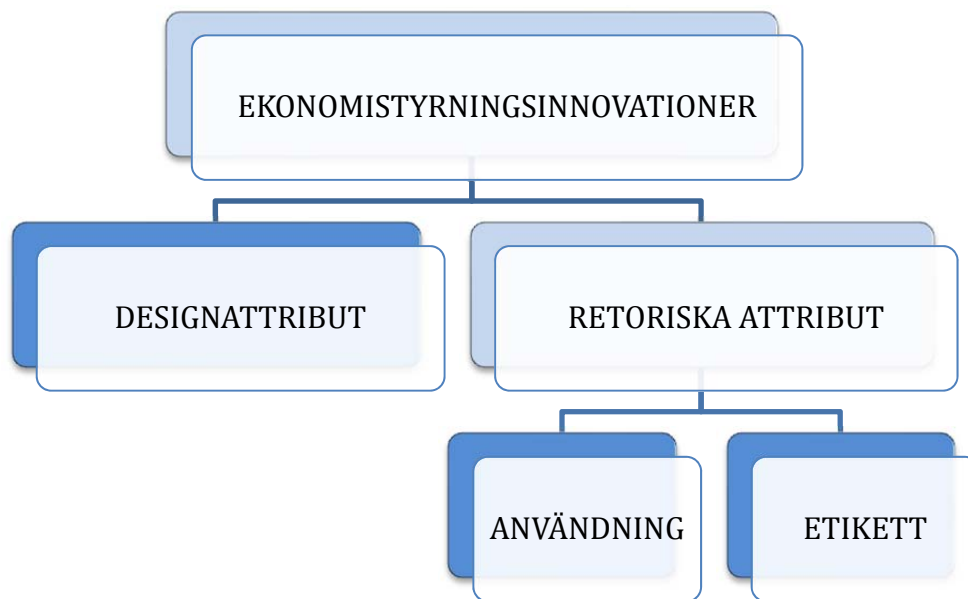 EKONOMISTYRNINGSINNOVATIONER
DESIGNATTRIBUT
RETORISKA ATTRIBUT
ANVÄNDNING
ETIKETT